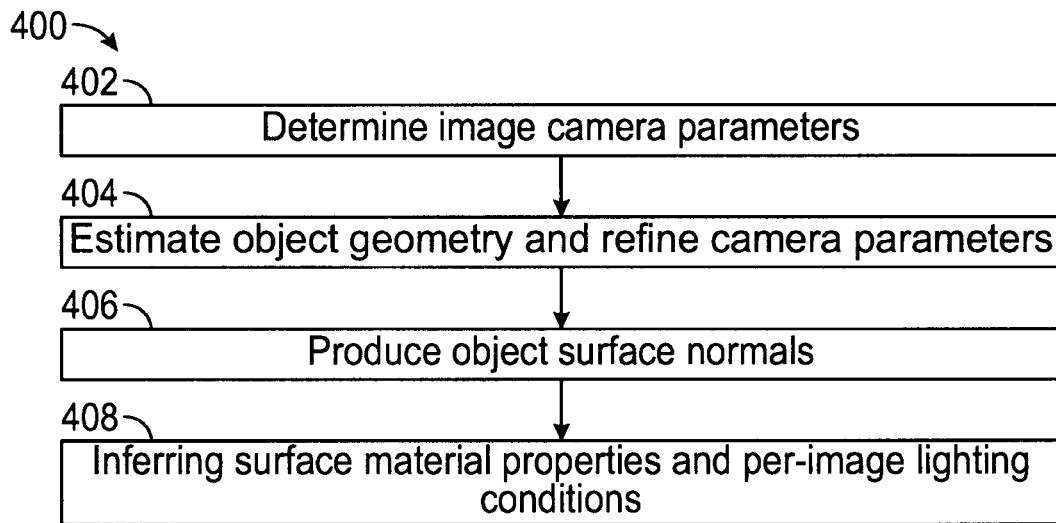 400
402
Determine image camera parameters
404
Estimate object geometry and refine camera parameters
406
Produce object surface normals
408
Inferring surface material properties and per-image lighting
conditions